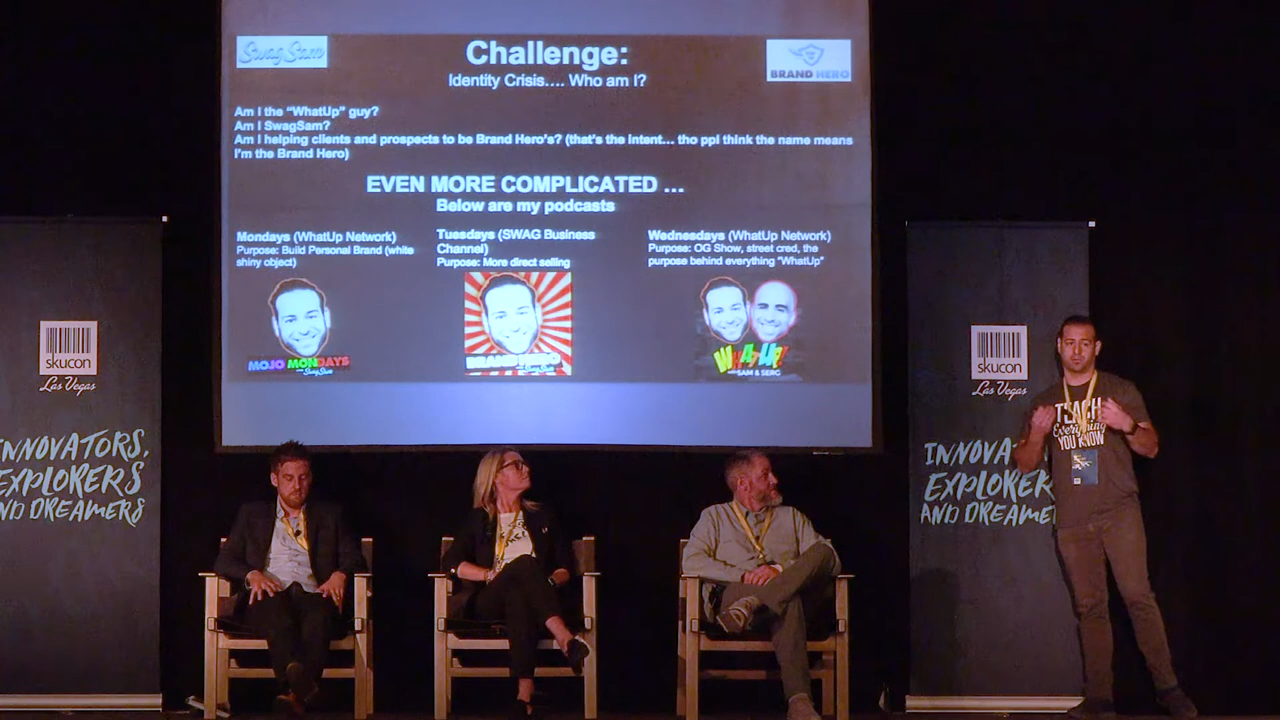 Swag Sam
Challenge:
BRAND HERO
Identity Crisis.... Who am I?
Am I the “WhatUp” guy?
Am I SwagSam?
Am I helping clients and prospects to be Brand Hero's? (that's the intent... tho ppl think the name means
I'm the Brand Hero)
EVEN MORE COMPLICATED ...
Below are my podcasts
Mondays (WhatUp Network)
Purpose: Build Personal Brand (white
shiny object)
MOJO MONDAYS
SwagSam
Tuesdays (SWAG Business
Channel)
Purpose: More direct selling
BRAND HERO
SwagSam
Wednesdays (WhatUp Network)
Purpose: OG Show, street cred, the
purpose behind everything “WhatUp”
WHATUP!
SAM & SERG
skucon
Las Vegas
INNOVATORS,
EXPLORERS
AND DREAMERS
skucon
Las Vegas
INNOVA
EXPLORER
AND DREAME
TEACH
Everything
YOU KNOW